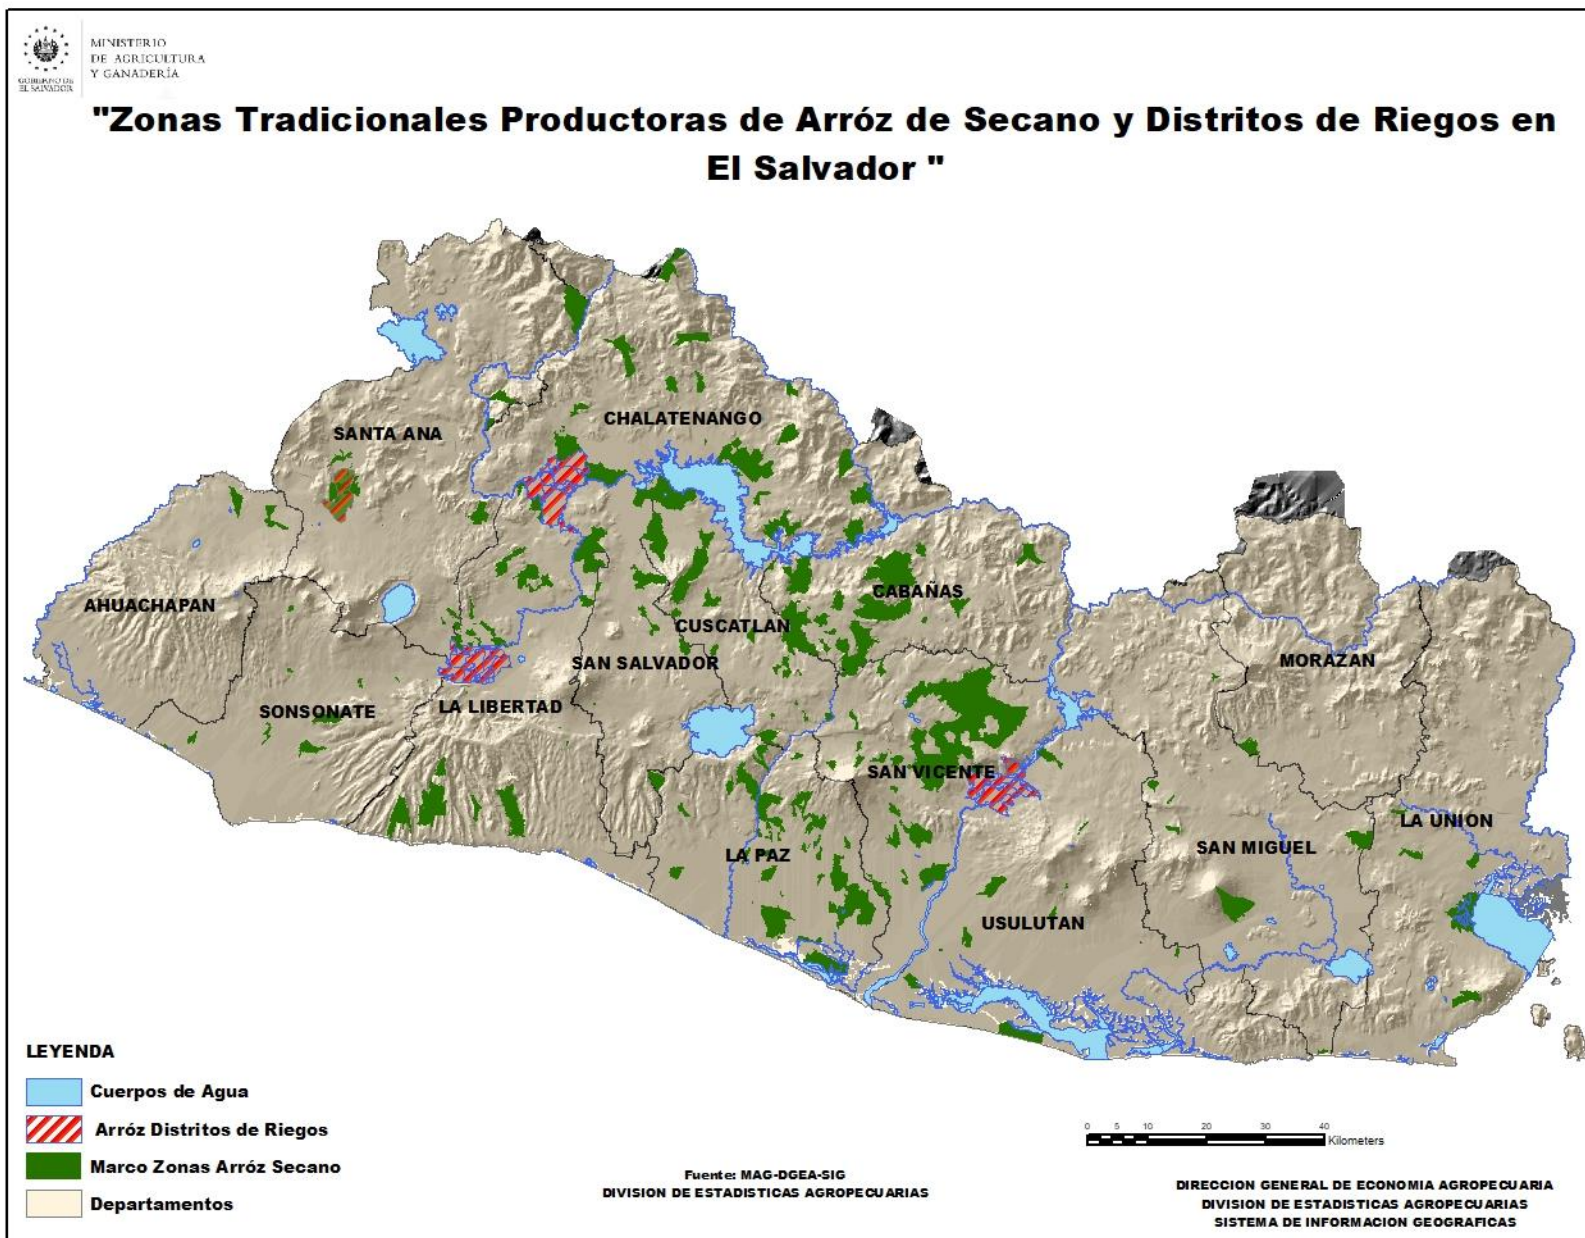 MINISTERIO
DE AGRICULTURA
Y GANADERÍA
GOBIERNO DE
EL SALVADOR
"Zonas Tradicionales Productoras de Arróz de Secano y Distritos de Riegos en
El Salvador "
CHALATENANGO
SANTA ANA
AHUACHAPAN
CABAÑAS
CUSCATLAN
SAN SALVADOR
MORAZAN
SONSONATE
LA LIBERTAD
SAN VICENTE
LA UNION
LA PAZ
SAN MIGUEL
USULUTAN
LEYENDA
Cuerpos de Agua
Arróz Distritos de Riegos
Marco Zonas Arróz Secano
Departamentos
0 5 10 20 30 40
Kilometers
Fuente: MAG-DGEA-SIG
DIVISION DE ESTADISTICAS AGROPECUARIAS
DIRECCION GENERAL DE ECONOMIA AGROPECUARIA
DIVISION DE ESTADISTICAS AGROPECUARIAS
SISTEMA DE INFORMACION GEOGRAFICAS